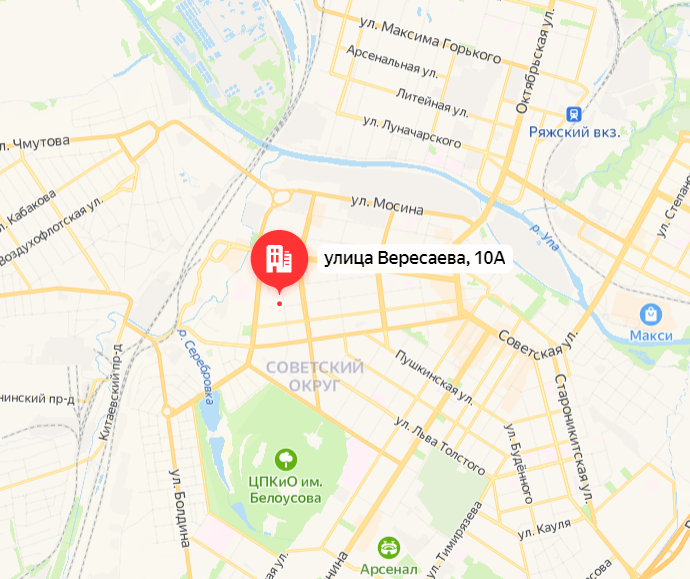 ул. Максима Горького
Октябрьская ул.
Арсенальная ул.
Литейная ул.
Ряжский вкз.
ул. Луначарского
л. Чмутова
ул. Кабакова
Воздухофлотская ул.
ул. Мосина
р. Упа
ул. Степано
улица Вересаева, 10А
Макси
Советская ул.
р. Серебровка
Китаевский пр-д
нинский пр-д
СОВЕТСКИЙ
ОКРУГ
Пушкинская ул.
Староникитская ул.
ул. Льва Толстого
ул. Будённого
ЦПКиО им.
Белоусова
ул. Болдина
ул. Тимирязева
ул. Кауля
Арсенал
ая ул.
нина
осова